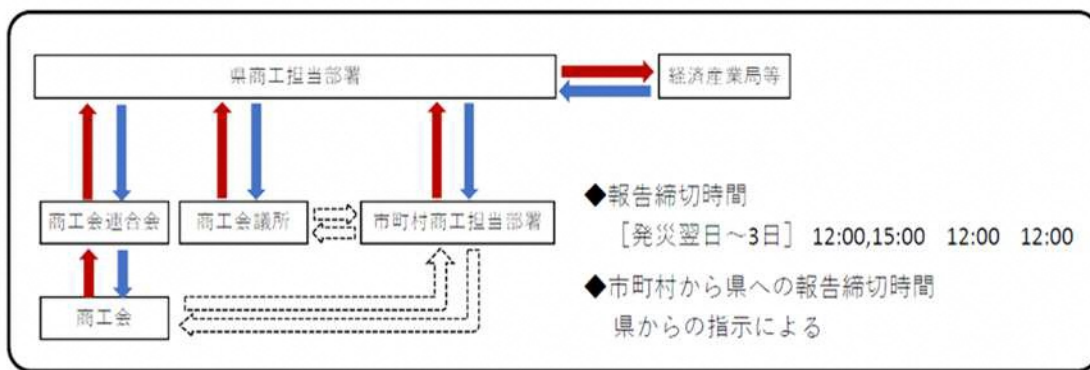 県商工担当部署
経済産業局等
商工会連合会
商工会議所
市町村商工担当部署
商工会
◆報告締切時間
［発災翌日～3日］ 12:00,15:00 12:00 12:00
◆市町村から県への報告締切時間
県からの指示による